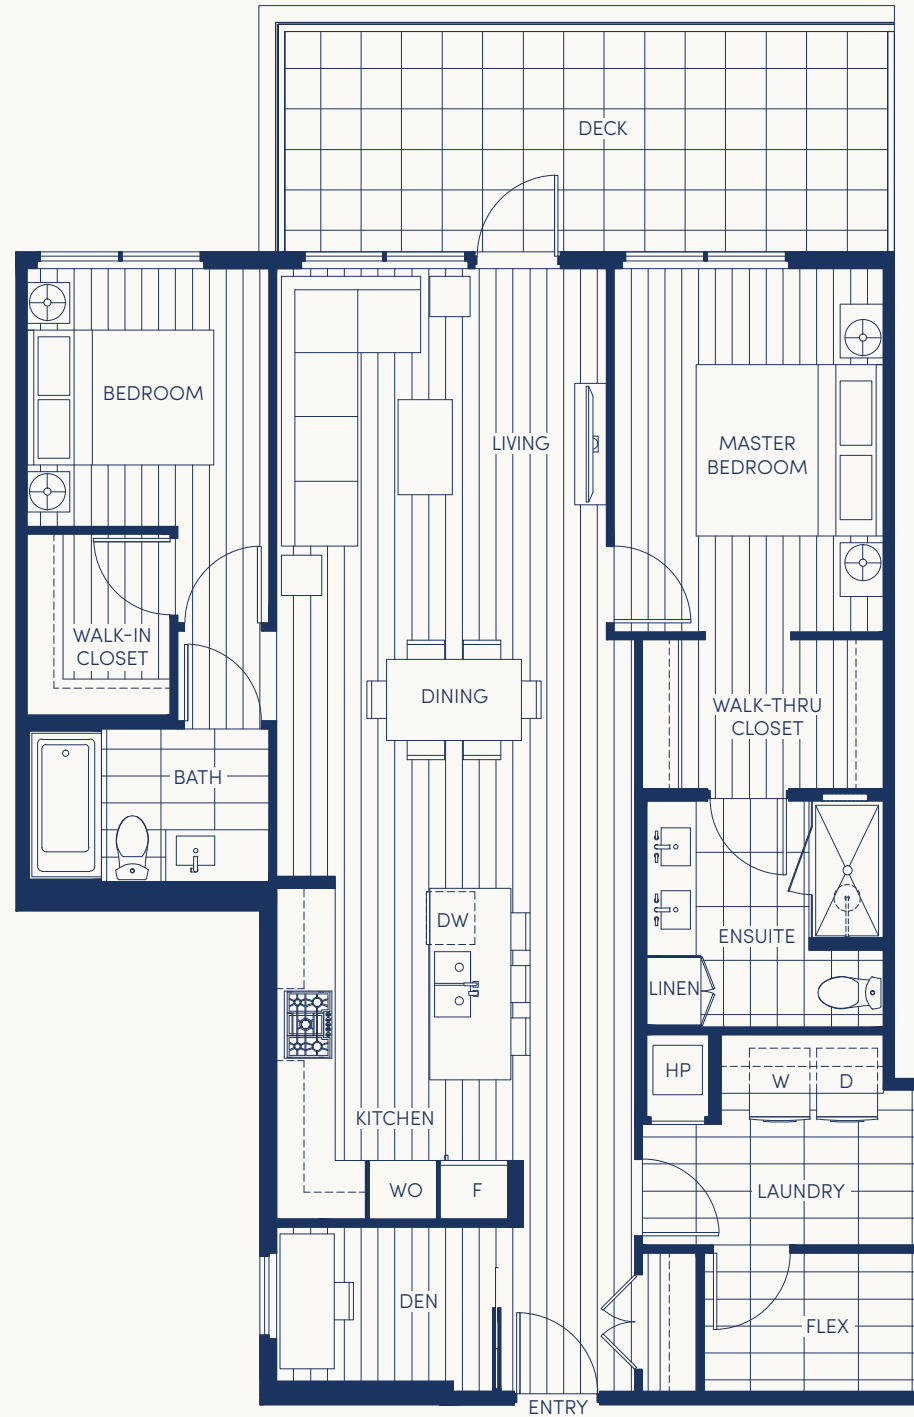 DECK
BEDROOM
LIVING
MASTER
BEDROOM
WALK-IN
CLOSET
DINING
WALK-THRU
CLOSET
BATH
DW
ENSUITE
LINEN
HP
W
D
KITCHEN
WO
F
LAUNDRY
DEN
FLEX
ENTRY